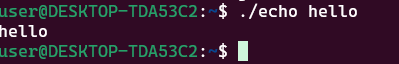 user@DESKTOP-TDA53C2:~$ ./echo hello
hello
user@DESKTOP-TDA53C2:~$